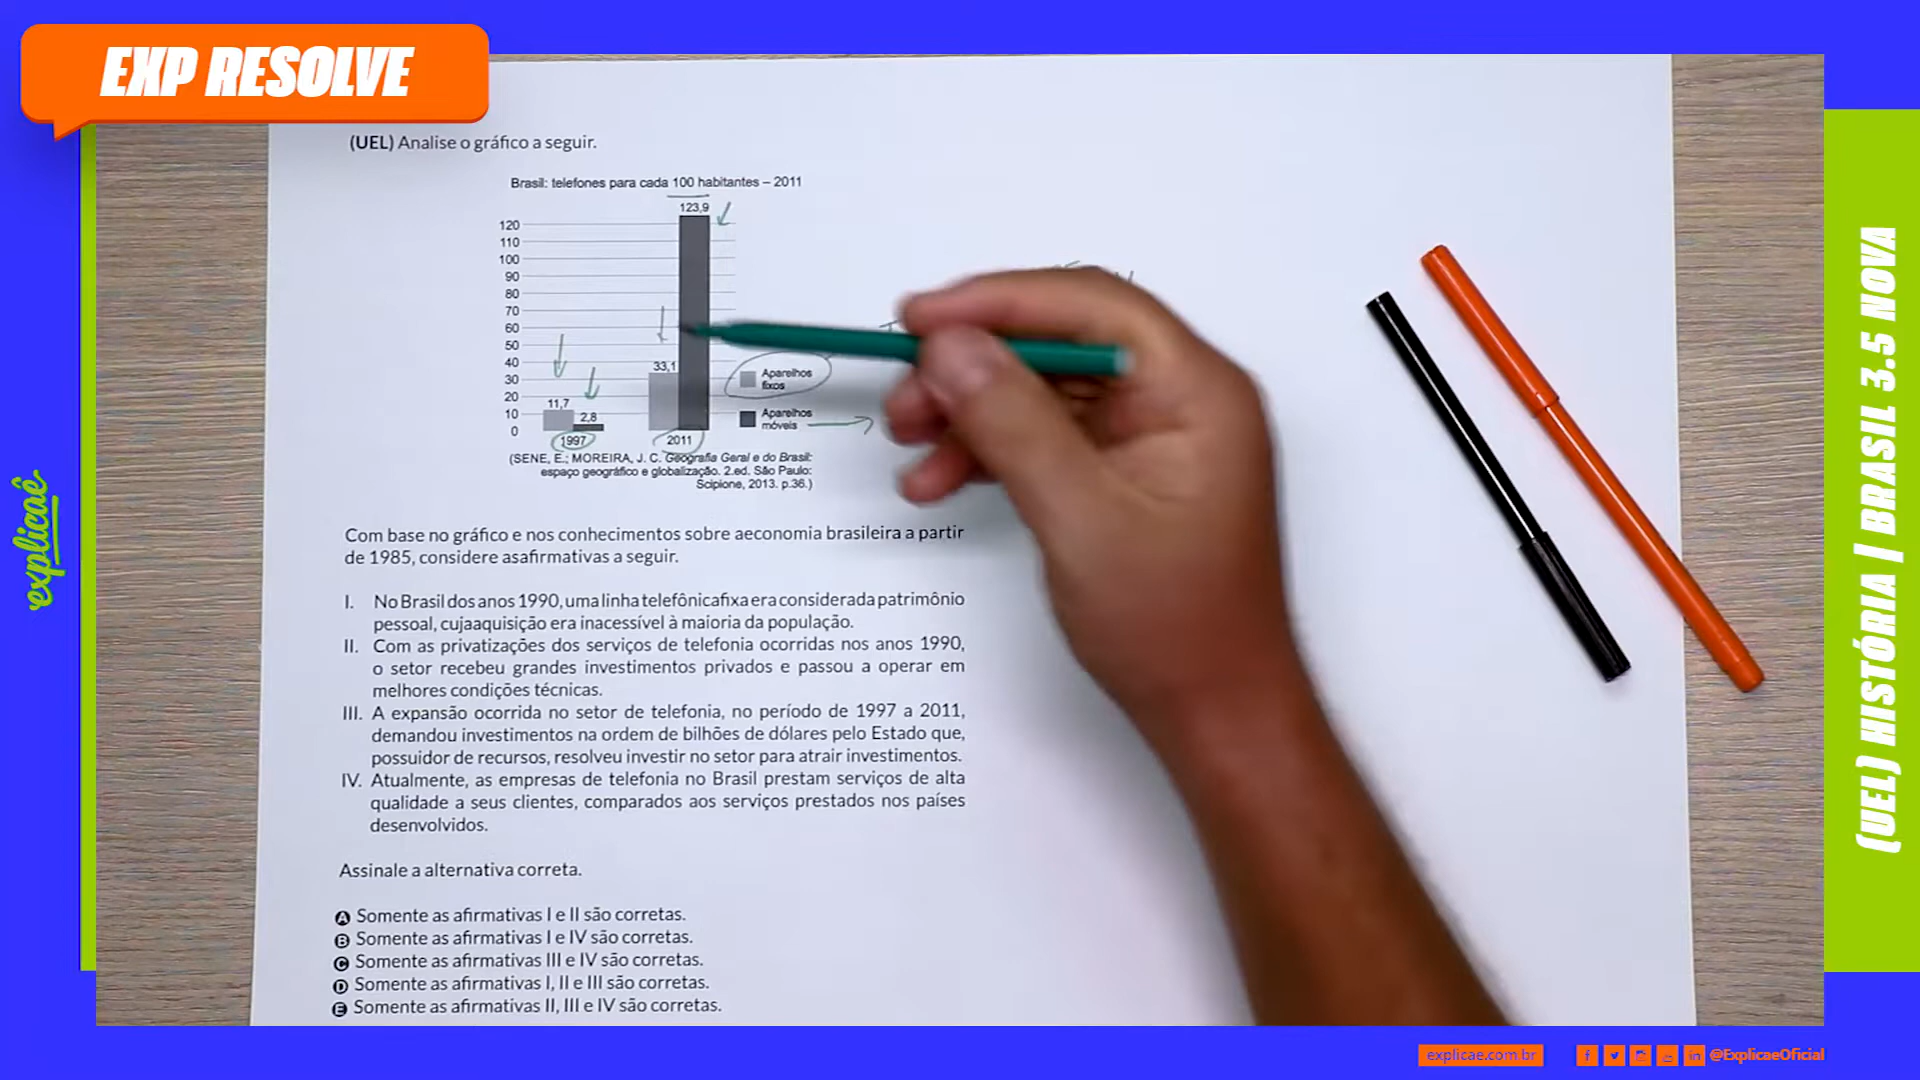 EXP RESOLVE
(UEL) Analise o gráfico a seguir.
Brasil: telefones para cada 100 habitantes – 2011
123,9
120
110
100
90
80
70
60
50
40
30
20
10
0
33,1
11,7
2,8
1997
2011
Aparelhos
fixos
Aparelhos
móveis
(SENE, E.; MOREIRA, J. C. Geografia Geral e do Brasil:
espaço geográfico e globalização. 2.ed. São Paulo:
Scipione, 2013. p.36.)
Com base no gráfico e nos conhecimentos sobre aeconomia brasileira a partir
de 1985, considere asafirmativas a seguir.
I. No Brasil dos anos 1990, uma linha telefônicafixa era considerada patrimônio
pessoal, cujaaquisição era inacessível à maioria da população.
II. Com as privatizações dos serviços de telefonia ocorridas nos anos 1990,
o setor recebeu grandes investimentos privados e passou a operar em
melhores condições técnicas.
III. A expansão ocorrida no setor de telefonia, no período de 1997 a 2011,
demandou investimentos na ordem de bilhões de dólares pelo Estado que,
possuidor de recursos, resolveu investir no setor para atrair investimentos.
IV. Atualmente, as empresas de telefonia no Brasil prestam serviços de alta
qualidade a seus clientes, comparados aos serviços prestados nos países
desenvolvidos.
Assinale a alternativa correta.
A Somente as afirmativas I e II são corretas.
B Somente as afirmativas I e IV são corretas.
C Somente as afirmativas III e IV são corretas.
D Somente as afirmativas I, II e III são corretas.
E Somente as afirmativas II, III e IV são corretas.
explicaê
(UEL) HISTÓRIA | BRASIL 3.5 NOVA
explicae.com.br
@ExplicaeOficial